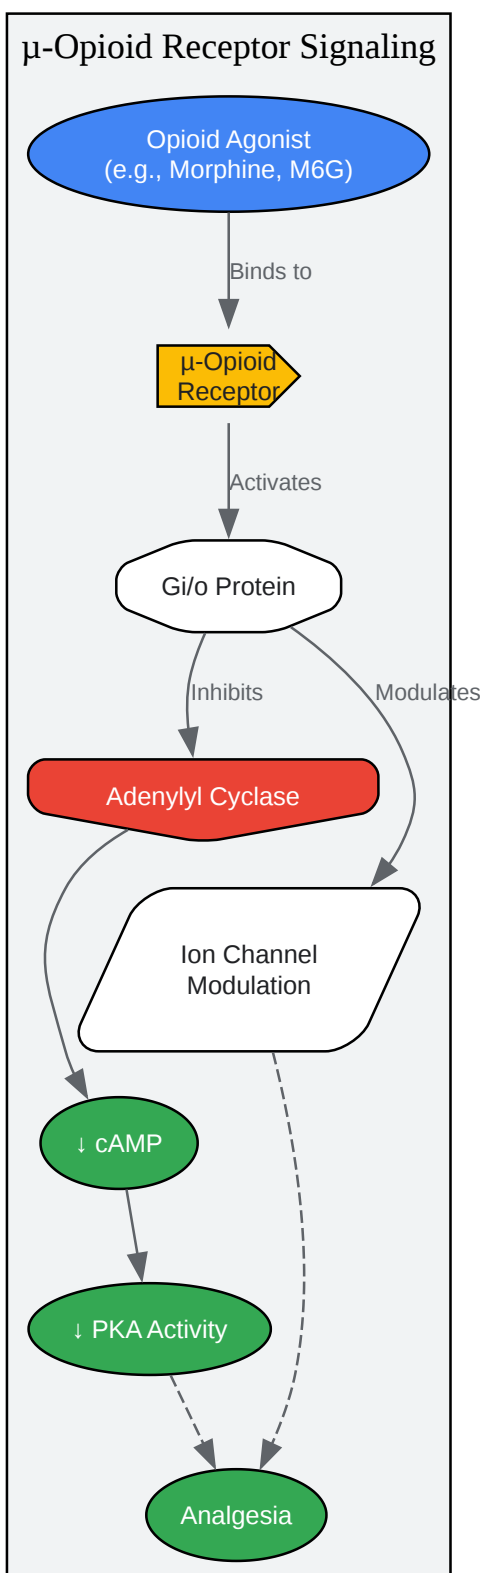 µ-Opioid Receptor Signaling
Opioid Agonist
(e.g., Morphine, M6G)
Binds to
µ-Opioid
Receptor
Activates
Gi/o Protein
Inhibits
Modulates
Adenylyl Cyclase
Ion Channel
Modulation
↓ cAMP
↓ PKA Activity
Analgesia